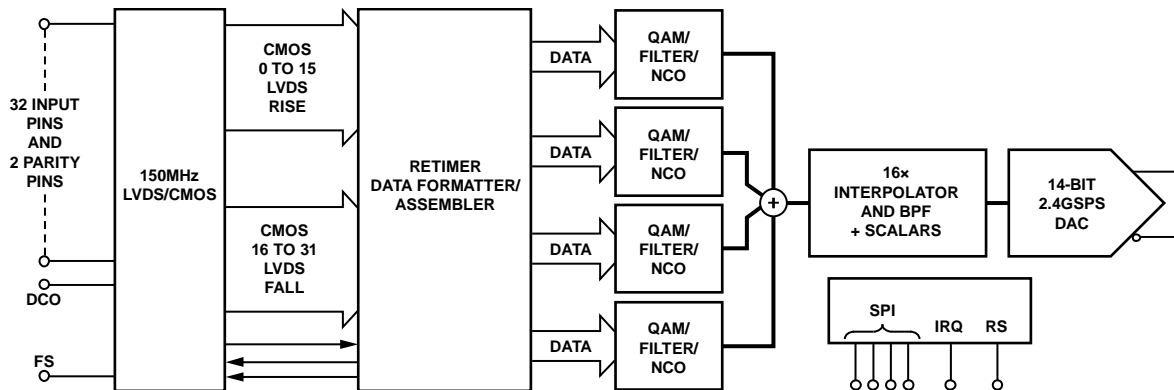 32 INPUT
PINS
AND
2 PARITY
PINS
DCO
FS
150MHz
LVDS/CMOS
CMOS
0 TO 15
LVDS
RISE
CMOS
16 TO 31
LVDS
FALL
RETIMER
DATA FORMATTER/
ASSEMBLER
DATA
DATA
DATA
DATA
QAM/
FILTER/
NCO
QAM/
FILTER/
NCO
QAM/
FILTER/
NCO
QAM/
FILTER/
NCO
+
16×
INTERPOLATOR
AND BPF
+ SCALARS
14-BIT
2.4GSPS
DAC
SPI
IRQ
RS